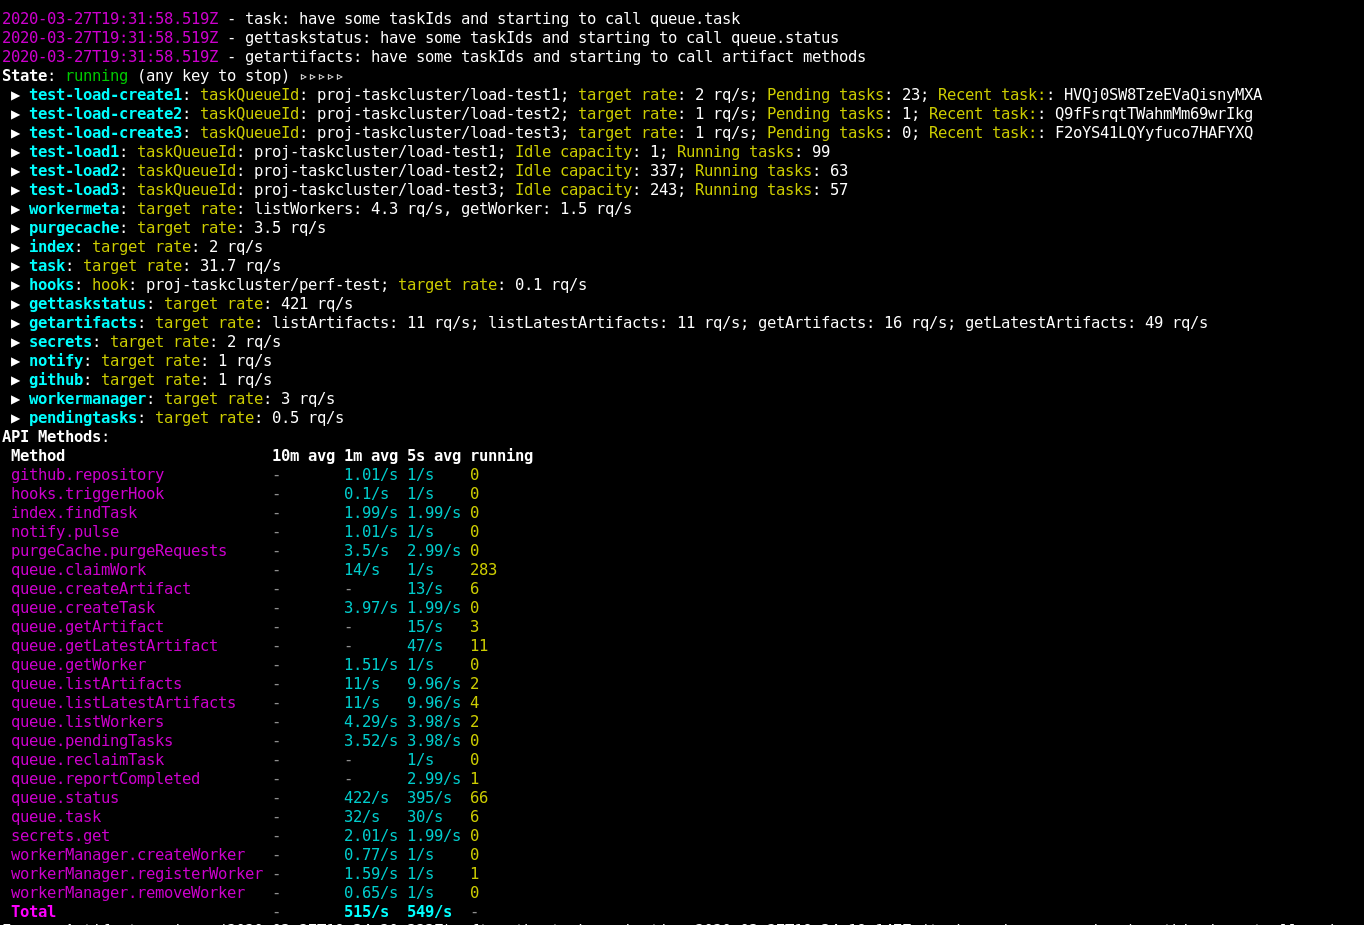 2020-03-27T19:31:58.519Z - task: have some taskIds and starting to call queue.task
2020-03-27T19:31:58.519Z - gettaskstatus: have some taskIds and starting to call queue.status
2020-03-27T19:31:58.519Z - getartifacts: have some taskIds and starting to call artifact methods
State: running (any key to stop) ▹▹▹▹▹
▶ test-load-create1: taskQueueId: proj-taskcluster/load-test1; target rate: 2 rq/s; Pending tasks: 23; Recent task:: HVQj0SW8TzeEVaQisnyMXA
▶ test-load-create2: taskQueueId: proj-taskcluster/load-test2; target rate: 1 rq/s; Pending tasks: 1; Recent task:: Q9fFsrqtTWahmMm69wrIkg
▶ test-load-create3: taskQueueId: proj-taskcluster/load-test3; target rate: 1 rq/s; Pending tasks: 0; Recent task:: F2oYS41LQYyfuco7HAFYXQ
▶ test-load1: taskQueueId: proj-taskcluster/load-test1; Idle capacity: 1; Running tasks: 99
▶ test-load2: taskQueueId: proj-taskcluster/load-test2; Idle capacity: 337; Running tasks: 63
▶ test-load3: taskQueueId: proj-taskcluster/load-test3; Idle capacity: 243; Running tasks: 57
▶ workermeta: target rate: listWorkers: 4.3 rq/s, getWorker: 1.5 rq/s
▶ purgecache: target rate: 3.5 rq/s
▶ index: target rate: 2 rq/s
▶ task: target rate: 31.7 rq/s
▶ hooks: hook: proj-taskcluster/perf-test; target rate: 0.1 rq/s
▶ gettaskstatus: target rate: 421 rq/s
▶ getartifacts: target rate: listArtifacts: 11 rq/s; listLatestArtifacts: 11 rq/s; getArtifacts: 16 rq/s; getLatestArtifacts: 49 rq/s
▶ secrets: target rate: 2 rq/s
▶ notify: target rate: 1 rq/s
▶ github: target rate: 1 rq/s
▶ workermanager: target rate: 3 rq/s
▶ pendingtasks: target rate: 0.5 rq/s
API Methods:
Method 10m avg 1m avg 5s avg running
github.repository - 1.01/s 1/s 0
hooks.triggerHook - 0.1/s 1/s 0
index.findTask - 1.99/s 1.99/s 0
notify.pulse - 1.01/s 1/s 0
purgeCache.purgeRequests - 3.5/s 2.99/s 0
queue.claimWork - 14/s 1/s 283
queue.createArtifact - - 13/s 6
queue.createTask - 3.97/s 1.99/s 0
queue.getArtifact - - 15/s 3
queue.getLatestArtifact - - 47/s 11
queue.getWorker - 1.51/s 1/s 0
queue.listArtifacts - 11/s 9.96/s 2
queue.listLatestArtifacts - 11/s 9.96/s 4
queue.listWorkers - 4.29/s 3.98/s 2
queue.pendingTasks - 3.52/s 3.98/s 0
queue.reclaimTask - - 1/s 0
queue.reportCompleted - - 2.99/s 1
queue.status - 422/s 395/s 66
queue.task - 32/s 30/s 6
secrets.get - 2.01/s 1.99/s 0
workerManager.createWorker - 0.77/s 1/s 0
workerManager.registerWorker - 1.59/s 1/s 1
workerManager.removeWorker - 0.65/s 1/s 0
Total - 515/s 549/s -